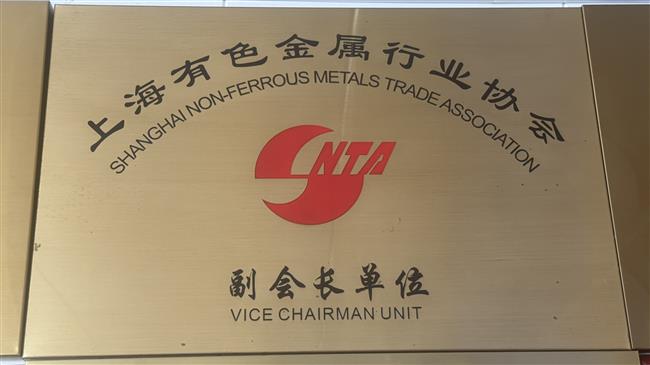 上海有色金属行业协会
SHANGHAI NON-FERROUS METALS TRADE ASSOCIATION
SNTA
副会长单位
VICE CHAIRMAN UNIT